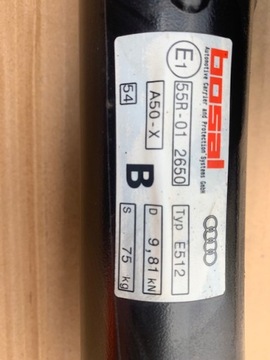 bosal
Automotive Carrier and Protection Systems GmbH
E1 55R-01 2650
A50-X
54
B
Typ E512
D 9,81 kN
S 75 kg